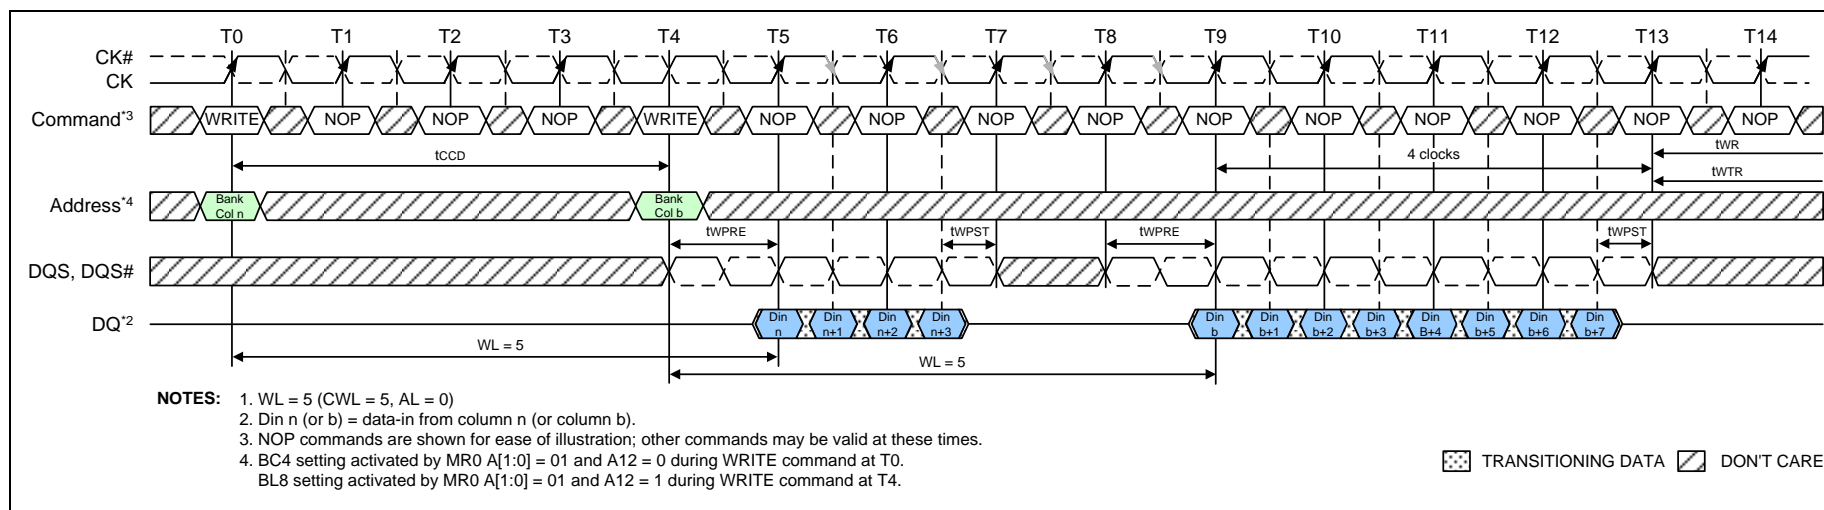 T0 T1 T2 T3 T4 T5 T6 T7 T8 T9 T10 T11 T12 T13 T14
CK#
CK
Command*3 WRITE NOP NOP NOP WRITE NOP NOP NOP NOP NOP NOP NOP NOP NOP NOP
tCCD 4 clocks tWR
tWTR
Address*4 Bank Col n Bank Col b
tWPRE tWPST tWPRE tWPST
DQS, DQS#
DQ*2 Din n Din n+1 Din n+2 Din n+3 Din b Din b+1 Din b+2 Din b+3 Din B+4 Din b+5 Din b+6 Din b+7
WL = 5
WL = 5
NOTES: 1. WL = 5 (CWL = 5, AL = 0)
2. Din n (or b) = data-in from column n (or column b).
3. NOP commands are shown for ease of illustration; other commands may be valid at these times.
4. BC4 setting activated by MR0 A[1:0] = 01 and A12 = 0 during WRITE command at T0.
BL8 setting activated by MR0 A[1:0] = 01 and A12 = 1 during WRITE command at T4.
TRANSITIONING DATA DON'T CARE